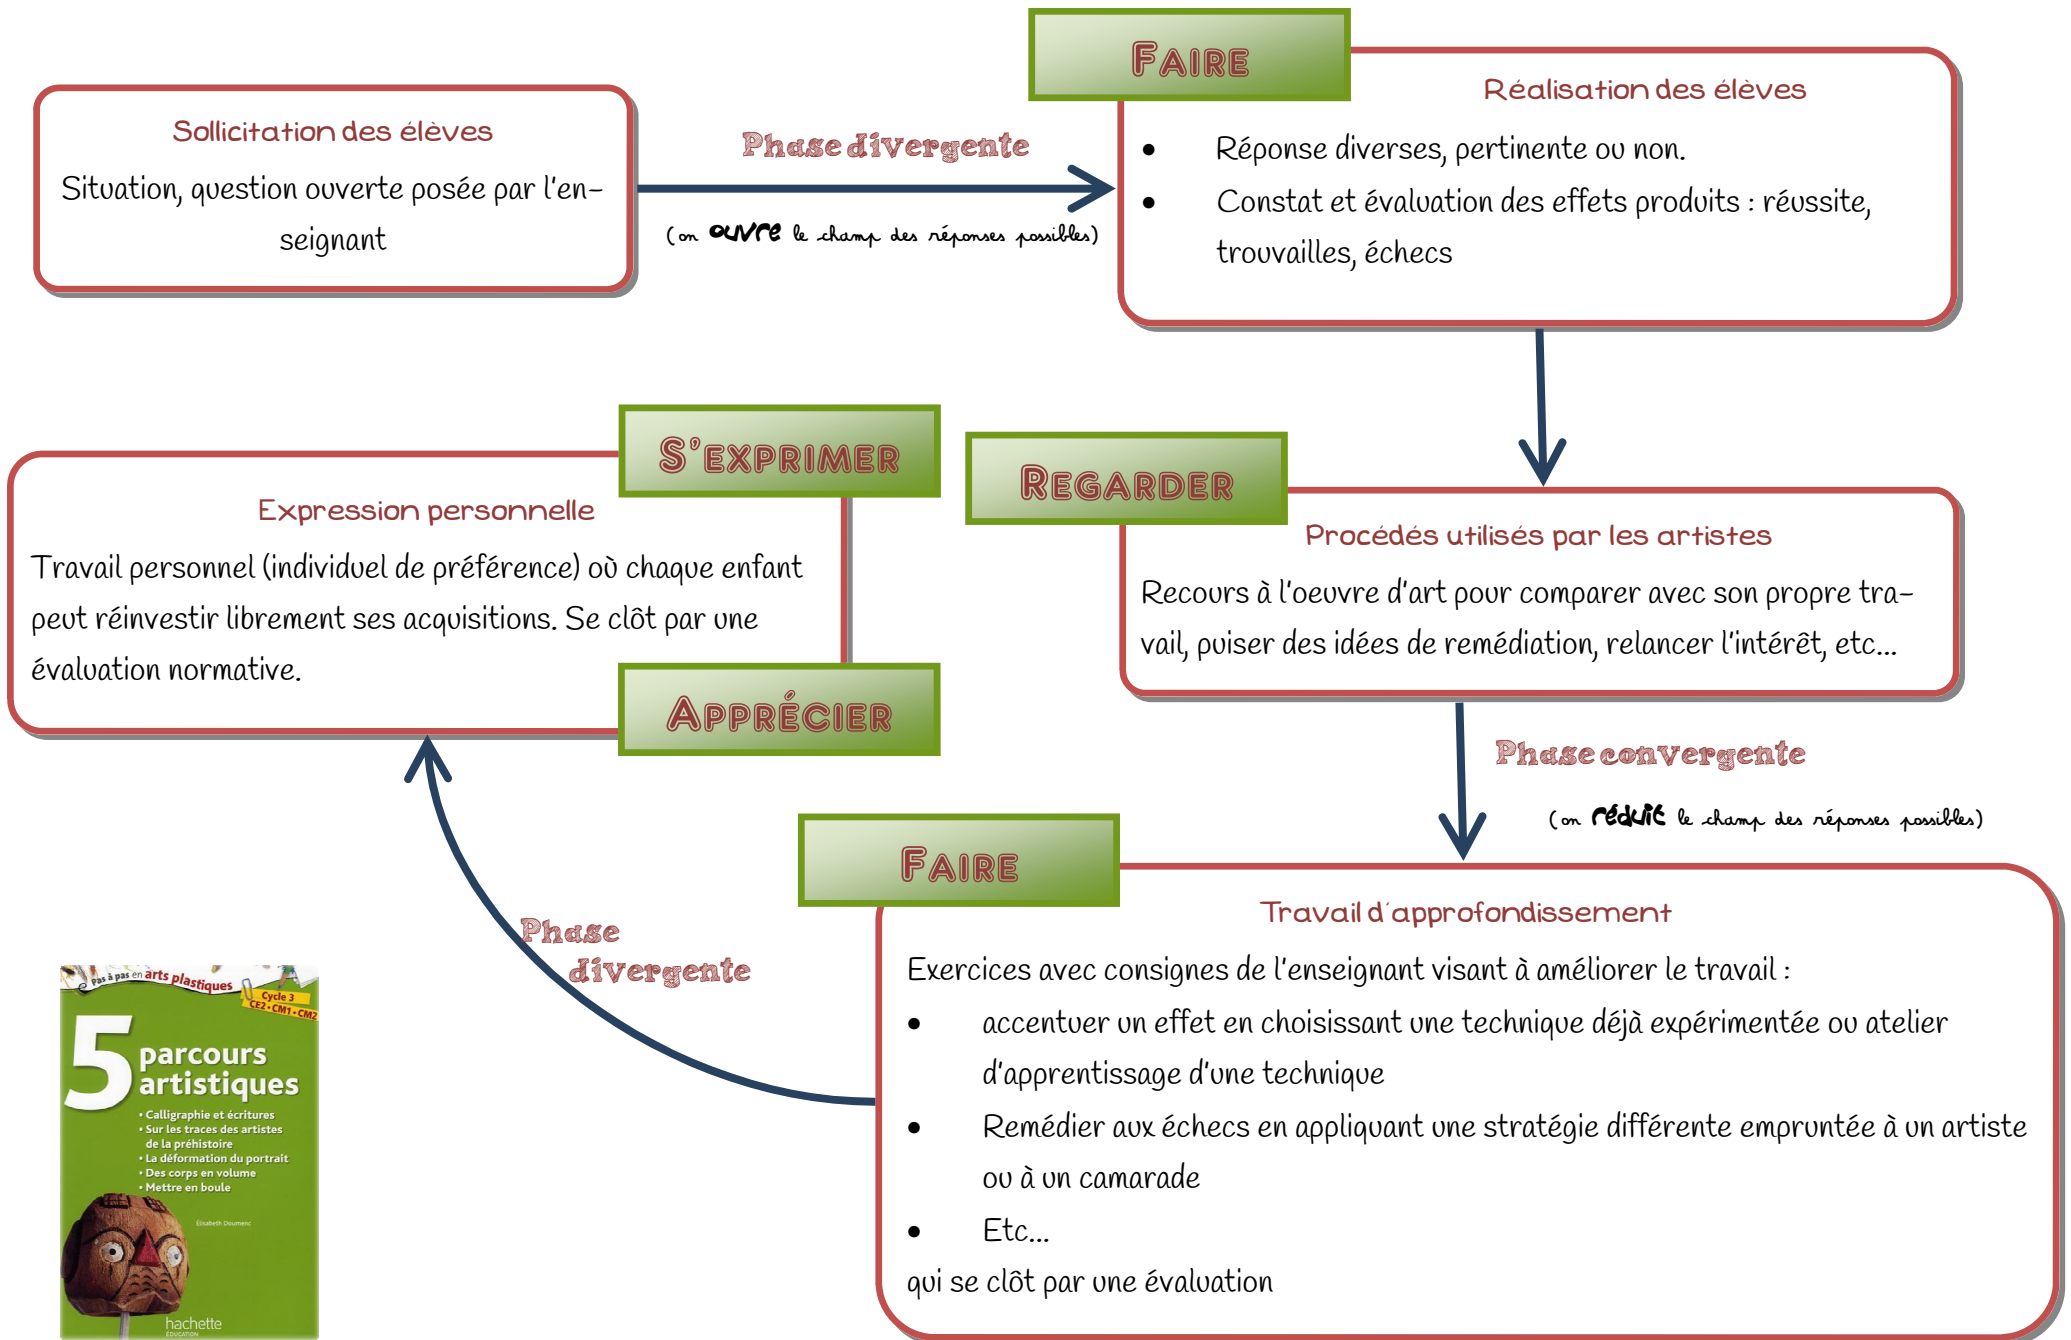 Sollicitation des élèves
Situation, question ouverte posée par l'en-
seignant
Phase divergente
(on ouvre le champ des réponses possibles)
FAIRE
Réalisation des élèves
• Réponse diverses, pertinente ou non.
• Constat et évaluation des effets produits : réussite,
trouvailles, échecs
REGARDER
Procédés utilisés par les artistes
Recours à l'oeuvre d'art pour comparer avec son propre tra-
vail, puiser des idées de remédiation, relancer l'intérêt, etc...
Phase convergente
(on réduit le champ des réponses possibles)
FAIRE
Travail d'approfondissement
Exercices avec consignes de l'enseignant visant à améliorer le travail :
• accentuer un effet en choisissant une technique déjà expérimentée ou atelier
d'apprentissage d'une technique
• Remédier aux échecs en appliquant une stratégie différente empruntée à un artiste
ou à un camarade
• Etc...
qui se clôt par une évaluation
Phase
divergente
S'EXPRIMER
Expression personnelle
Travail personnel (individuel de préférence) où chaque enfant
peut réinvestir librement ses acquisitions. Se clôt par une
évaluation normative.
APPRÉCIER
Pas à pas en arts plastiques
Cycle 3
CE2 • CM1 • CM2
5 parcours
artistiques
• Calligraphie et écritures
• Sur les traces des artistes
de la préhistoire
• La déformation du portrait
• Des corps en volume
• Mettre en boule
Élisabeth Doumenc
hachette
ÉDUCATION